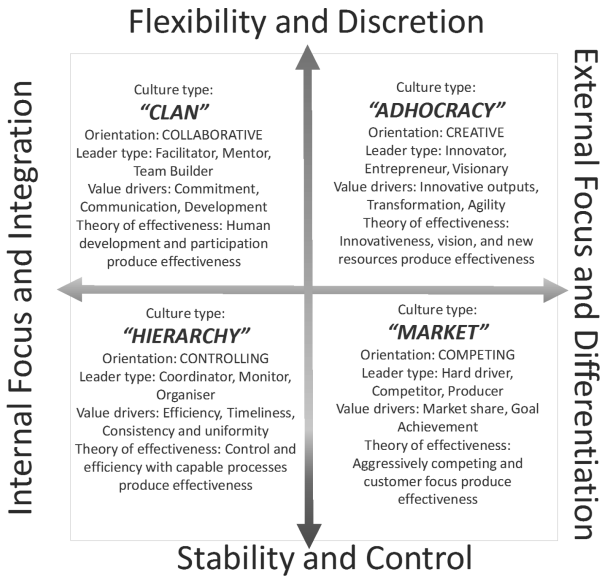 Flexibility and Discretion
Internal Focus and Integration
External Focus and Differentiation
Culture type:
“CLAN”
Orientation: COLLABORATIVE
Leader type: Facilitator, Mentor,
Team Builder
Value drivers: Commitment,
Communication, Development
Theory of effectiveness: Human
development and participation
produce effectiveness
Culture type:
“ADHOCRACY”
Orientation: CREATIVE
Leader type: Innovator,
Entrepreneur, Visionary
Value drivers: Innovative outputs,
Transformation, Agility
Theory of effectiveness:
Innovativeness, vision, and new
resources produce effectiveness
Culture type:
“HIERARCHY”
Orientation: CONTROLLING
Leader type: Coordinator, Monitor,
Organiser
Value drivers: Efficiency, Timeliness,
Consistency and uniformity
Theory of effectiveness: Control and
efficiency with capable processes
produce effectiveness
Culture type:
“MARKET”
Orientation: COMPETING
Leader type: Hard driver,
Competitor, Producer
Value drivers: Market share, Goal
Achievement
Theory of effectiveness:
Aggressively competing and
customer focus produce
effectiveness
Stability and Control